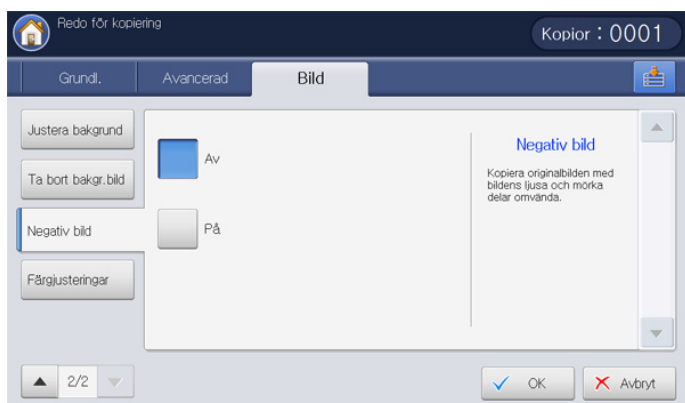 Redo för kopiering
Kopior : 0001
Grundl.
Avancerad
Bild
Justera bakgrund
Ta bort bakgr.bild
Negativ bild
Färgjusteringar
Av
På
Negativ bild
Kopiera originalbilden med
bildens ljusa och mörka
delar omvända.
2/2
OK
Avbryt